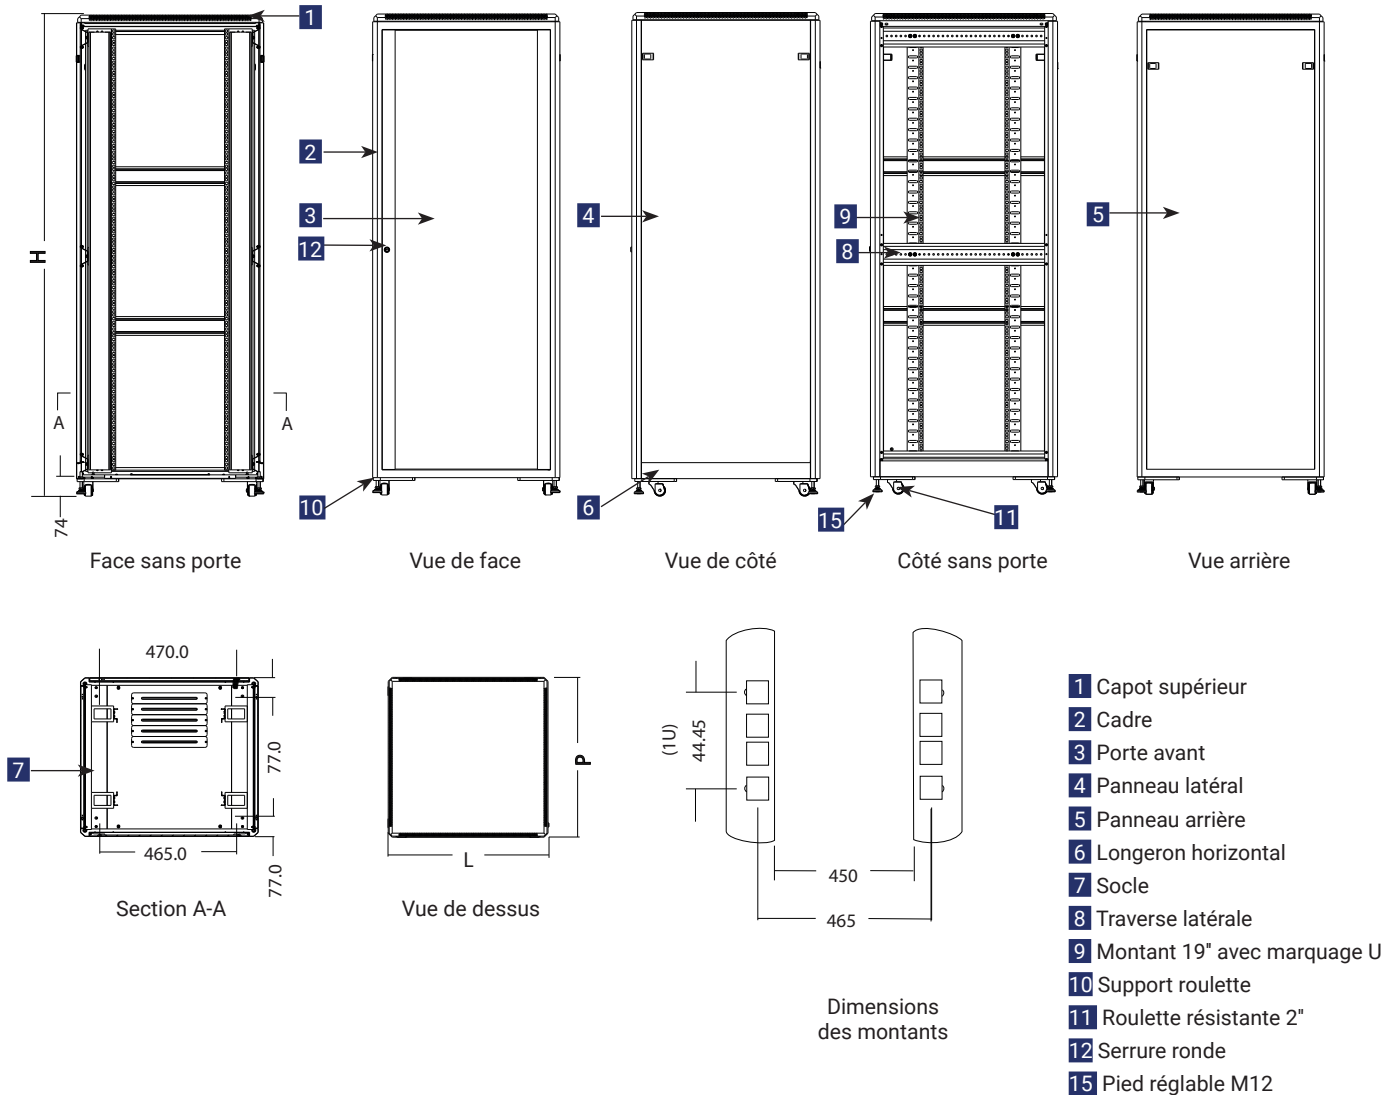 1
2
3
12
10
4
6
9
8
15
11
5
H
A
A
74
Face sans porte
Vue de face
Vue de côté
Côté sans porte
Vue arrière
470.0
7
77.0
465.0
77.0
Section A-A
P
L
Vue de dessus
(1U)
44.45
450
465
Dimensions
des montants
1 Capot supérieur
2 Cadre
3 Porte avant
4 Panneau latéral
5 Panneau arrière
6 Longeron horizontal
7 Socle
8 Traverse latérale
9 Montant 19" avec marquage U
10 Support roulette
11 Roulette résistante 2"
12 Serrure ronde
15 Pied réglable M12